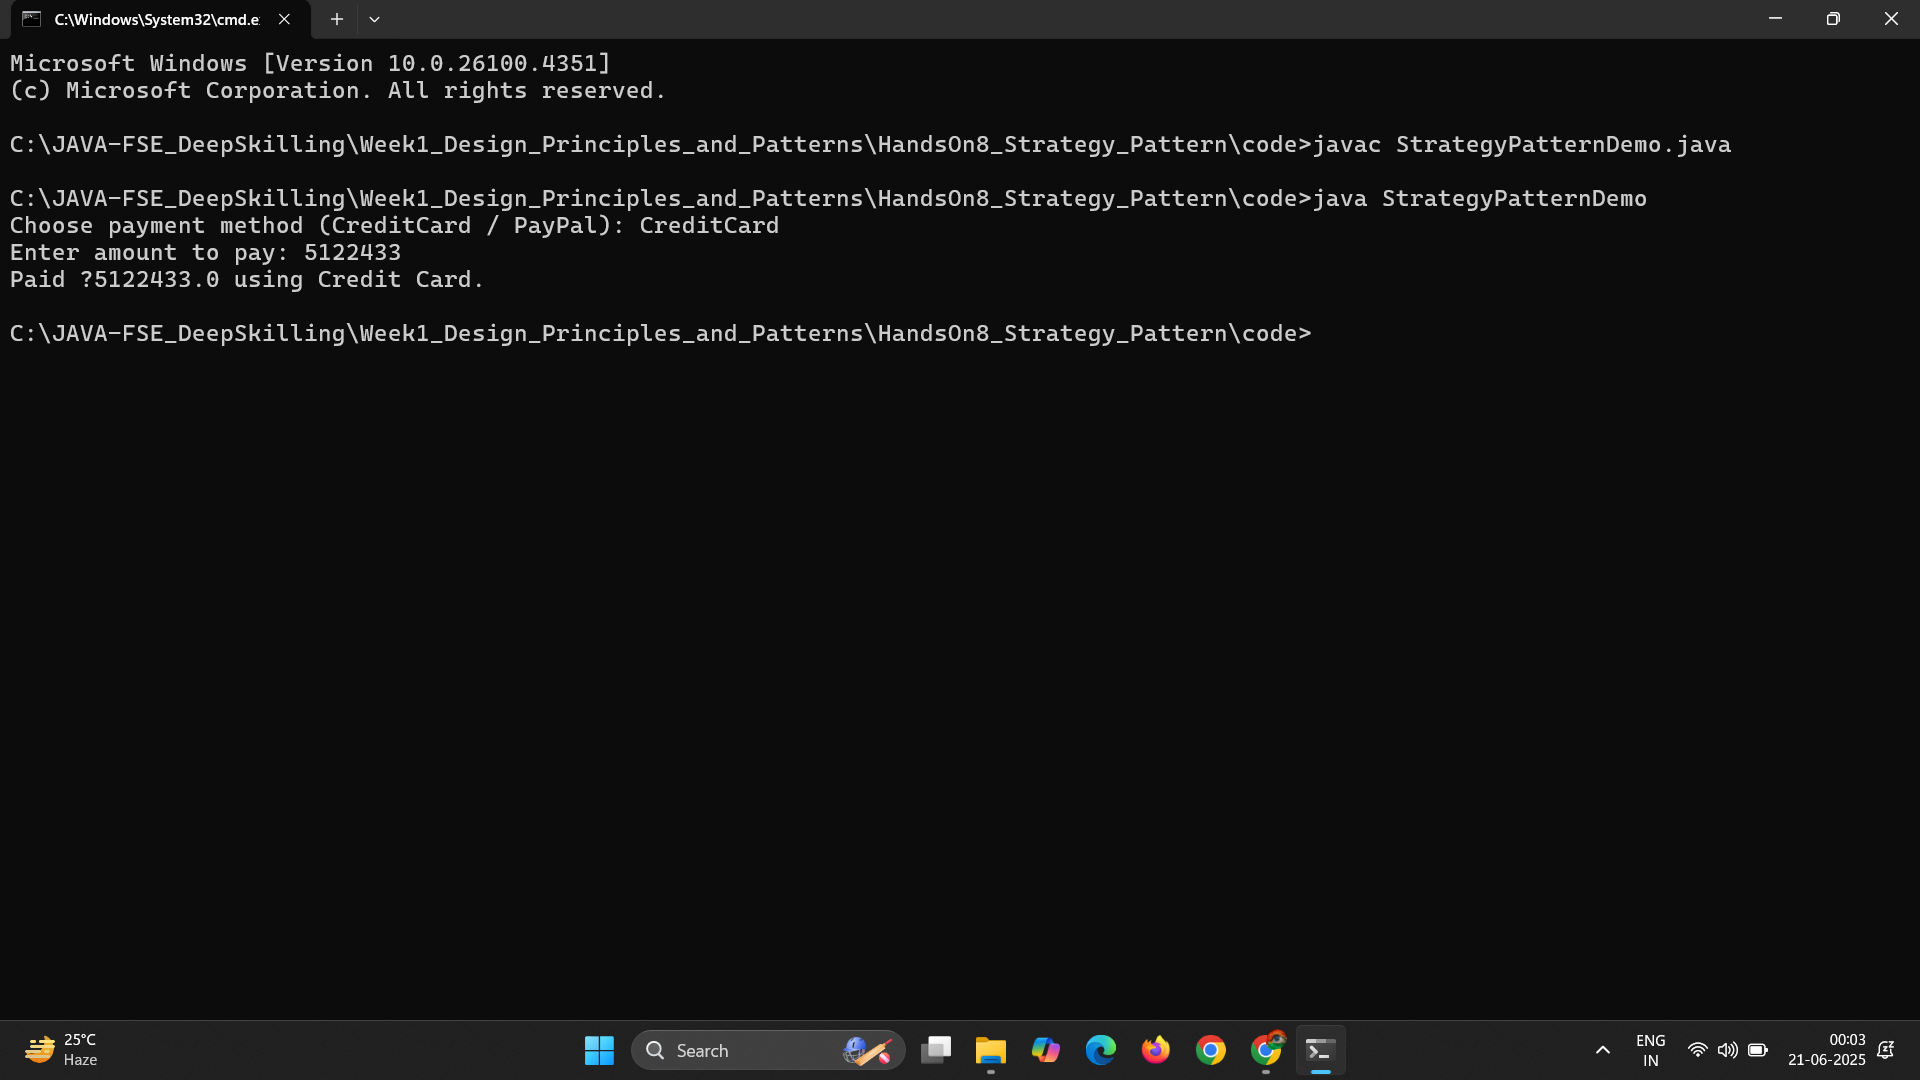 C:\Windows\System32\cmd.e
Microsoft Windows [Version 10.0.26100.4351]
(c) Microsoft Corporation. All rights reserved.
C:\JAVA-FSE_DeepSkilling\Week1_Design_Principles_and_Patterns\HandsOn8_Strategy_Pattern\code>javac StrategyPatternDemo.java
C:\JAVA-FSE_DeepSkilling\Week1_Design_Principles_and_Patterns\HandsOn8_Strategy_Pattern\code>java StrategyPatternDemo
Choose payment method (CreditCard / PayPal): CreditCard
Enter amount to pay: 5122433
Paid ?5122433.0 using Credit Card.
C:\JAVA-FSE_DeepSkilling\Week1_Design_Principles_and_Patterns\HandsOn8_Strategy_Pattern\code>
25°C
Haze
Search
ENG
IN
00:03
21-06-2025